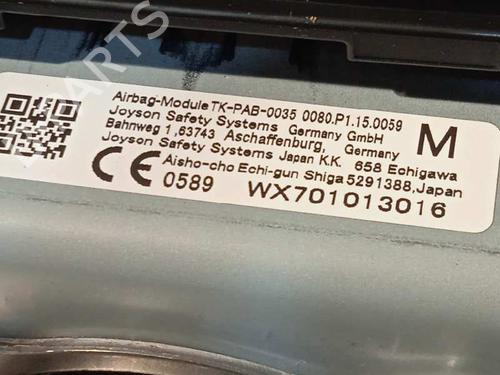 PARTS
Airbag-Module TK-PAB-0035 0080.P1.15.0059
Joyson Safety Systems Germany GmbH
Bahnweg 1,63743 Aschaffenburg, Germany
Joyson Safety Systems Japan K.K. 658 Echigawa
Aisho-cho Echi-gun Shiga 5291388,Japan
M
CE
0589
WX701013016